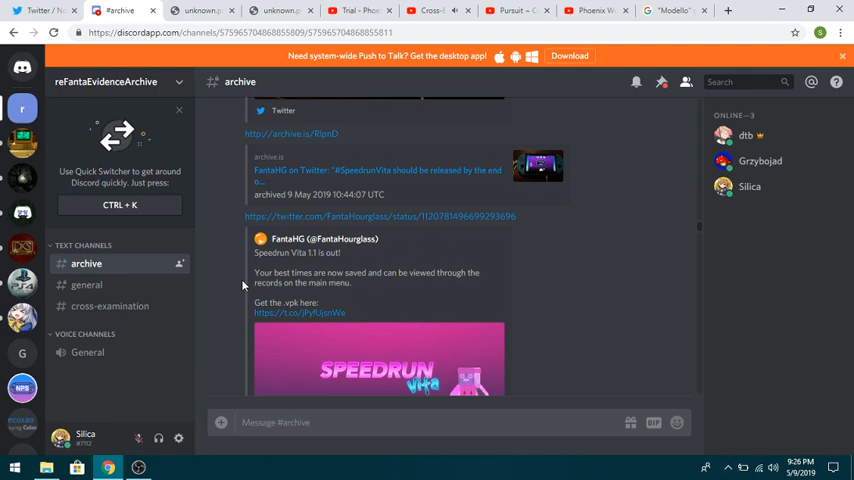 Twitter / No
#archive
unknown.p
unknown.p
Trial - Phoe
Cross-E
Pursuit ~ C
Phoenix W
"Modello" p
https://discordapp.com/channels/575965704868855809/575965704868855811
S
Need system-wide Push to Talk? Get the desktop app!
Download
reFantaEvidenceArchive
# archive
Search
Use Quick Switcher to get around
Discord quickly. Just press:
CTRL + K
TEXT CHANNELS
# archive
# general
# cross-examination
VOICE CHANNELS
General
r
G
NPS
Silica
#7112
Twitter
http://archive.is/RlpnD
archive.is
FantaHG on Twitter: "#SpeedrunVita should be released by the end
o...
archived 9 May 2019 10:44:07 UTC
https://twitter.com/FantaHourglass/status/1120781496699293696
FantaHG (@FantaHourglass)
Speedrun Vita 1.1 is out!
Your best times are now saved and can be viewed through the
records on the main menu.
Get the .vpk here:
https://t.co/jPyfUjsnWe
SPEEDRUN
vita
Message #archive
GIF
ONLINE—3
dtb
Grzybojad
Silica
9:26 PM
5/9/2019